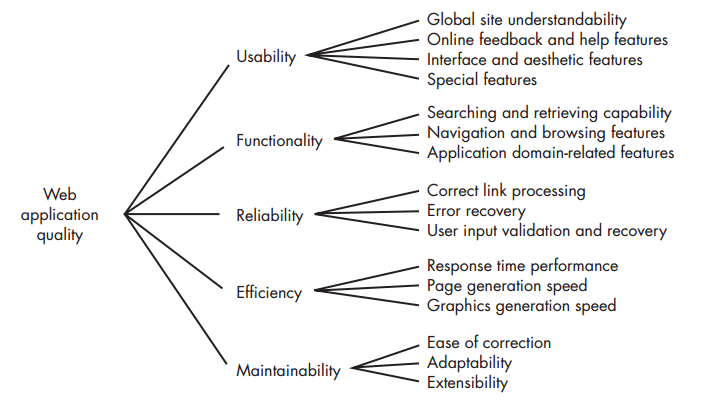 Web
application
quality
Usability
Global site understandability
Online feedback and help features
Interface and aesthetic features
Special features
Functionality
Searching and retrieving capability
Navigation and browsing features
Application domain-related features
Reliability
Correct link processing
Error recovery
User input validation and recovery
Efficiency
Response time performance
Page generation speed
Graphics generation speed
Maintainability
Ease of correction
Adaptability
Extensibility